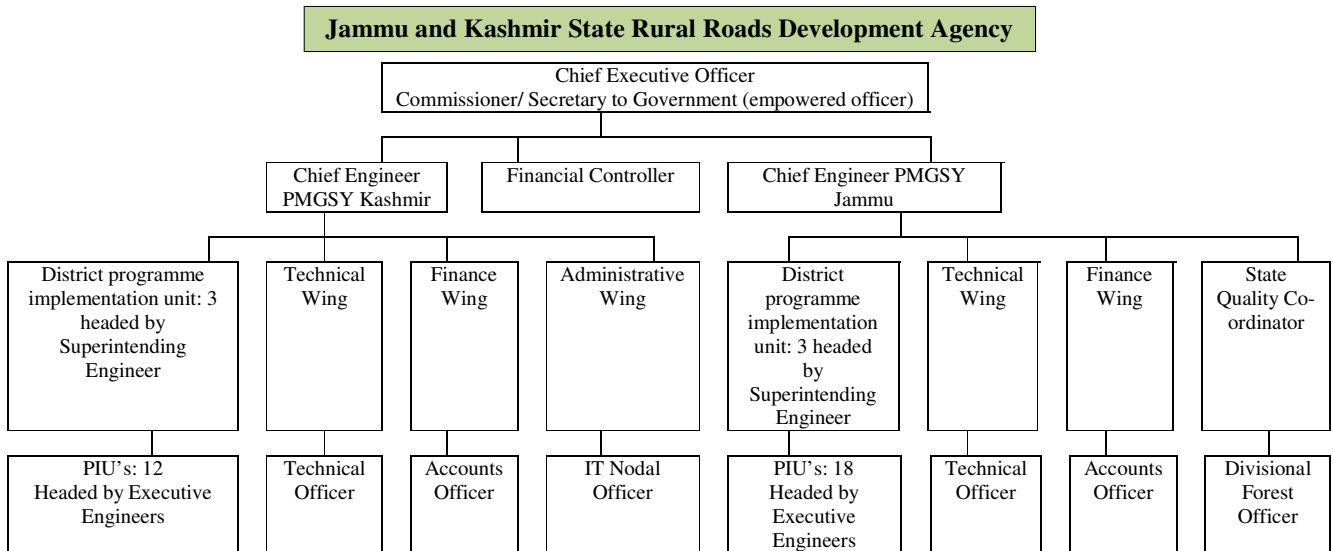 Jammu and Kashmir State Rural Roads Development Agency
Chief Executive Officer
Commissioner/ Secretary to Government (empowered officer)
Chief Engineer
PMGSY Kashmir
Financial Controller
Chief Engineer PMGSY
Jammu
District programme
implementation unit: 3
headed by
Superintending
Engineer
Technical
Wing
Finance
Wing
Administrative
Wing
District
programme
implementation
unit: 3 headed
by
Superintending
Engineer
Technical
Wing
Finance
Wing
State
Quality Co-
ordinator
PIU's: 12
Headed by Executive
Engineers
Technical
Officer
Accounts
Officer
IT Nodal
Officer
PIU's: 18
Headed by
Executive
Engineers
Technical
Officer
Accounts
Officer
Divisional
Forest
Officer